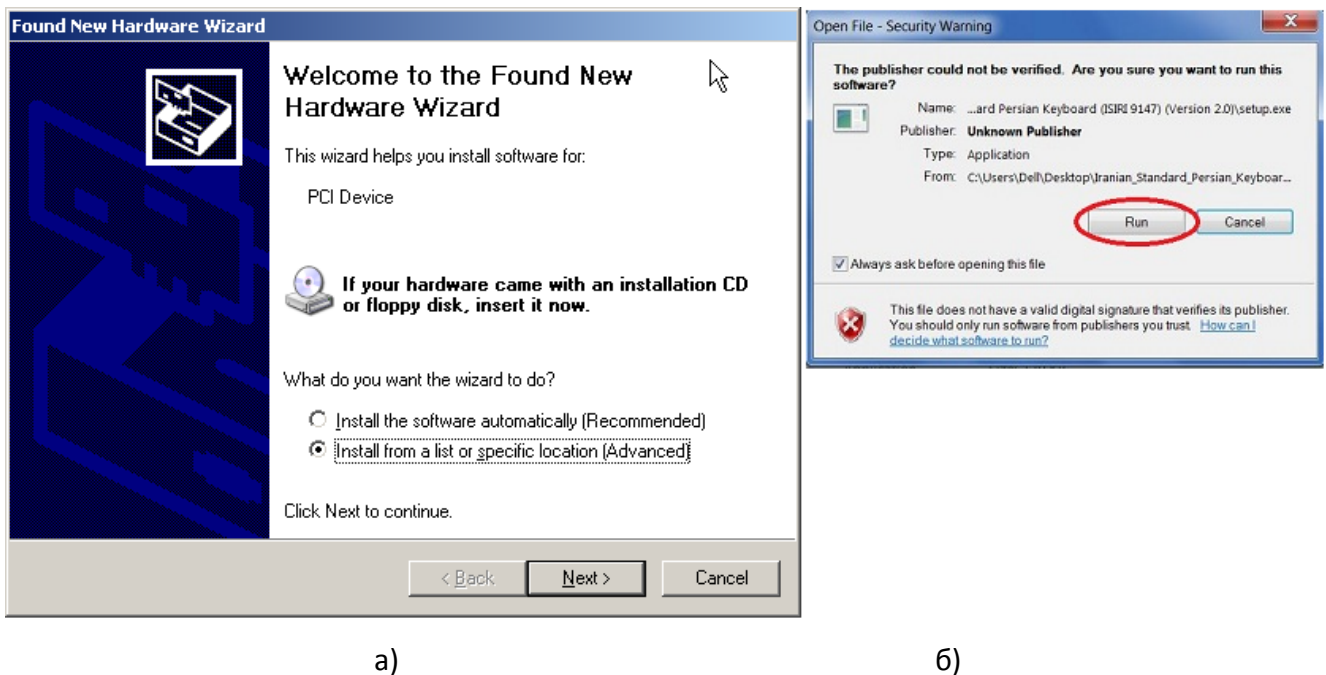 Found New Hardware Wizard
Welcome to the Found New
Hardware Wizard
This wizard helps you install software for:
PCI Device
If your hardware came with an installation CD
or floppy disk, insert it now.
What do you want the wizard to do?
Install the software automatically (Recommended)
Install from a list or specific location (Advanced)
Click Next to continue.
< Back
Next >
Cancel
Open File - Security Warning
The publisher could not be verified. Are you sure you want to run this
software?
Name: ...ard Persian Keyboard (ISIRI 9147) (Version 2.0)\setup.exe
Publisher: Unknown Publisher
Type: Application
From: C:\Users\Dell\Desktop\Iranian_Standard_Persian_Keyboar...
Run
Cancel
Always ask before opening this file
This file does not have a valid digital signature that verifies its publisher.
You should only run software from publishers you trust. How can I
decide what software to run?
а)
б)